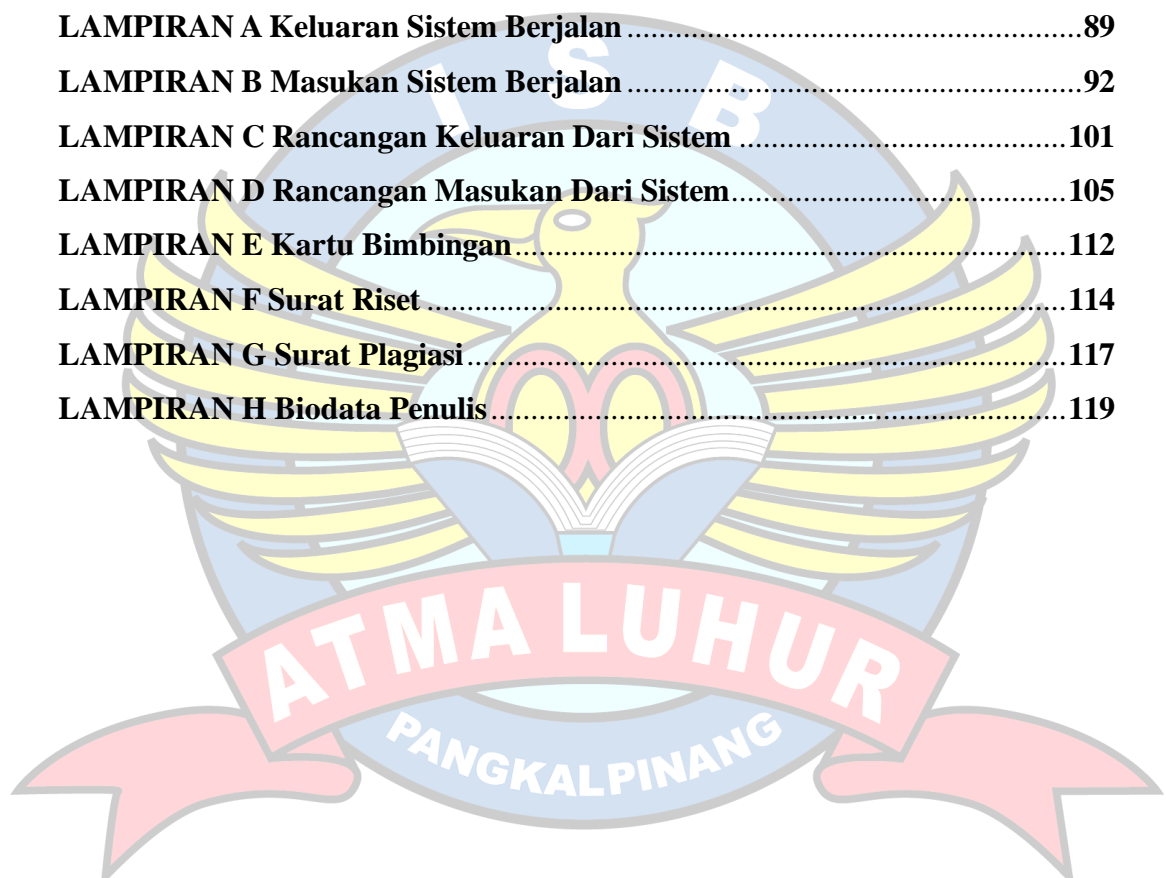 LAMPIRAN A Keluaran Sistem Berjalan ........................................................ 89
LAMPIRAN B Masukan Sistem Berjalan ........................................................ 92
LAMPIRAN C Rancangan Keluaran Dari Sistem ........................................ 101
LAMPIRAN D Rancangan Masukan Dari Sistem ......................................... 105
LAMPIRAN E Kartu Bimbingan .................................................................... 112
LAMPIRAN F Surat Riset ............................................................................... 114
LAMPIRAN G Surat Plagiasi .......................................................................... 117
LAMPIRAN H Biodata Penulis ....................................................................... 119
I S B
ATMA LUHUR
PANGKALPINANG